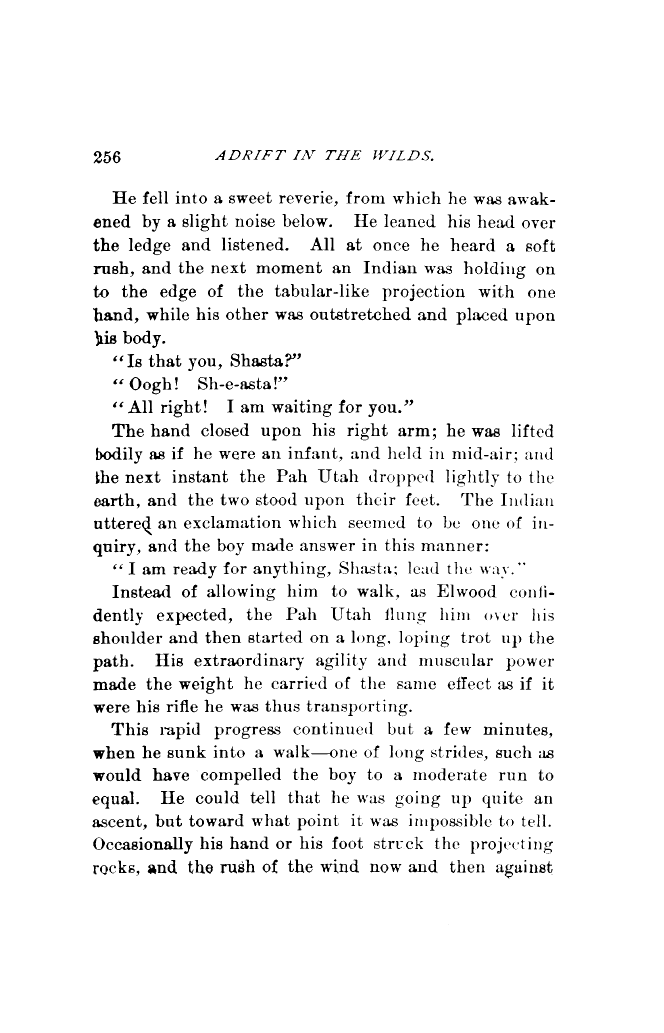 256 ADRIFT IN THE WILDS.
He fell into a sweet reverie, from which he was awak-
ened by a slight noise below. He leaned his head over
the ledge and listened. All at once he heard a soft
rush, and the next moment an Indian was holding on
to the edge of the tabular-like projection with one
hand, while his other was outstretched and placed upon
his body.
“Is that you, Shasta?”
“Oogh! Sh-e-asta!”
“All right! I am waiting for you.”
The hand closed upon his right arm; he was lifted
bodily as if he were an infant, and held in mid-air; and
the next instant the Pah Utah dropped lightly to the
earth, and the two stood upon their feet. The Indian
uttered an exclamation which seemed to be one of in-
quiry, and the boy made answer in this manner:
“I am ready for anything, Shasta; lead the way.”
Instead of allowing him to walk, as Elwood confi-
dently expected, the Pah Utah flung him over his
shoulder and then started on a long, loping trot up the
path. His extraordinary agility and muscular power
made the weight he carried of the same effect as if it
were his rifle he was thus transporting.
This rapid progress continued but a few minutes,
when he sunk into a walk—one of long strides, such as
would have compelled the boy to a moderate run to
equal. He could tell that he was going up quite an
ascent, but toward what point it was impossible to tell.
Occasionally his hand or his foot struck the projecting
rocks, and the rush of the wind now and then against